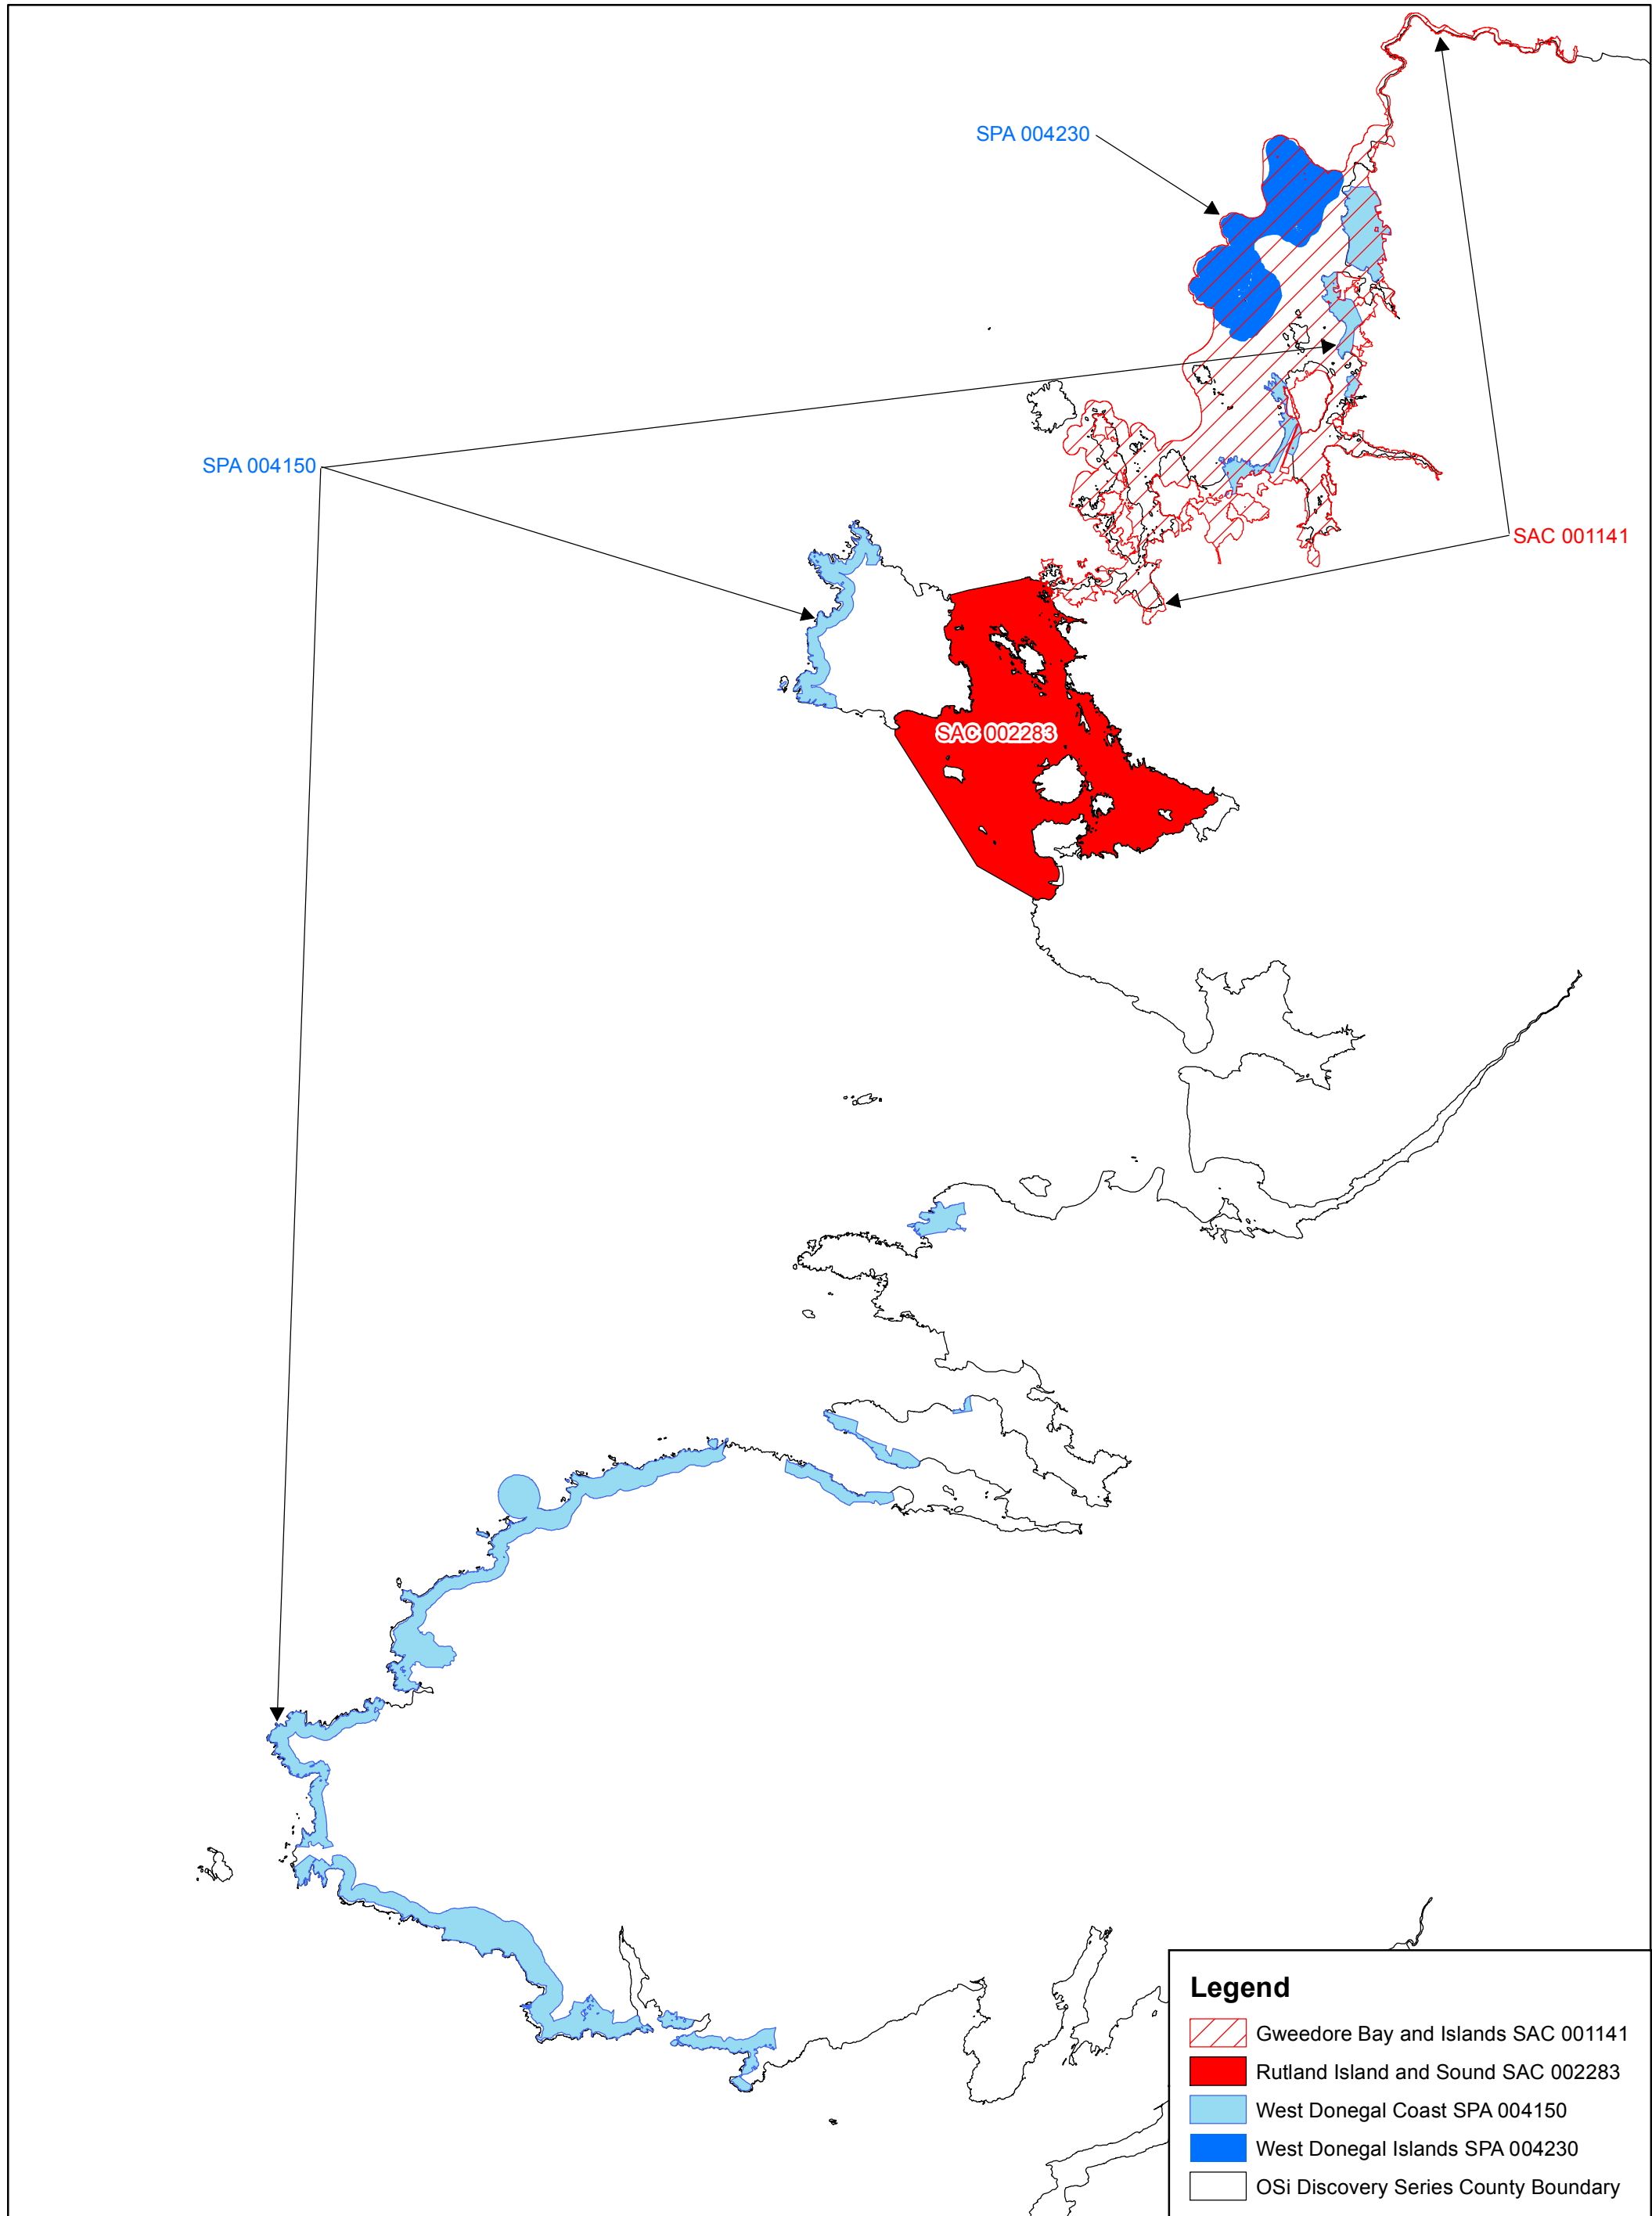 SPA 004230
SPA 004150
SAC 001141
SAC 002283
Legend
Gweedore Bay and Islands SAC 001141
Rutland Island and Sound SAC 002283
West Donegal Coast SPA 004150
West Donegal Islands SPA 004230
OSi Discovery Series County Boundary